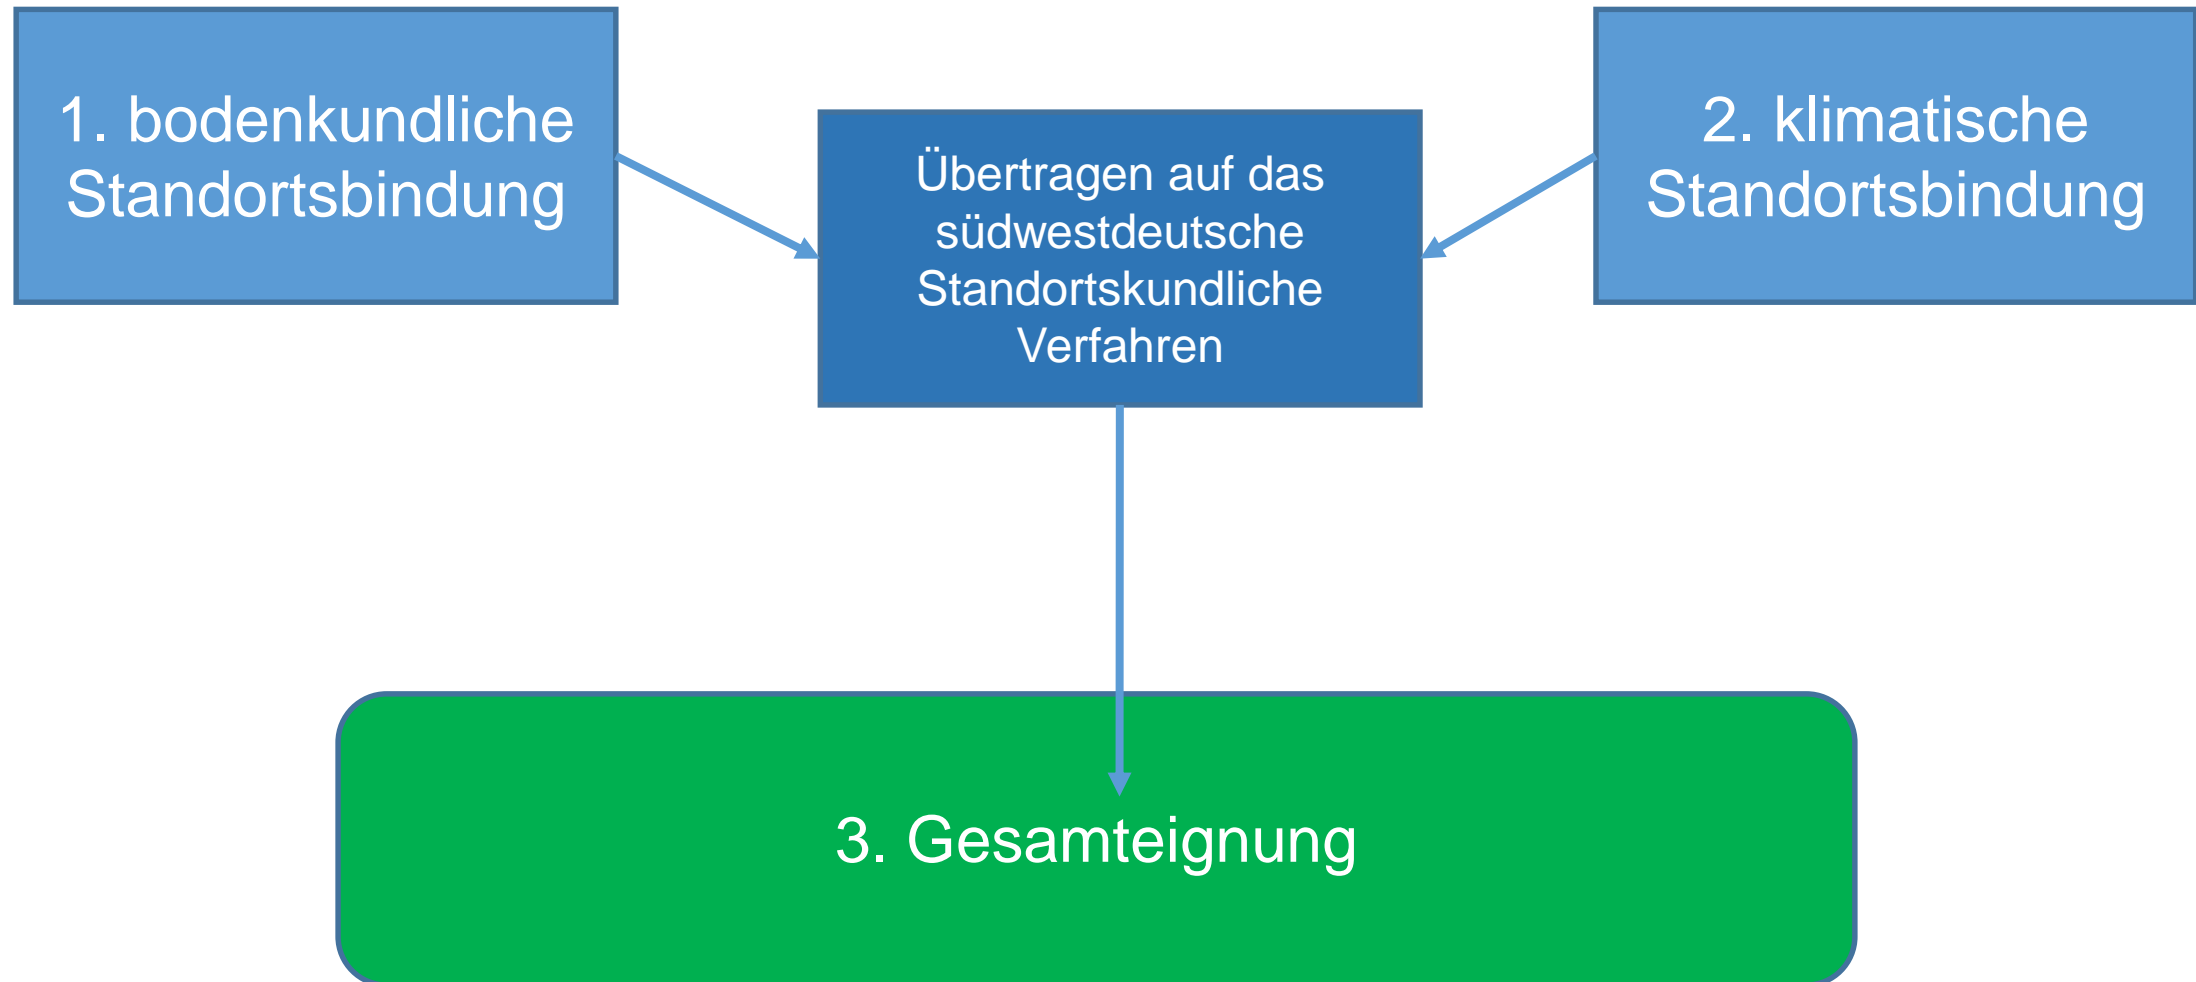 1. bodenkundliche
Standortsbindung
Übertragen auf das
südwestdeutsche
Standortskundliche
Verfahren
2. klimatische
Standortsbindung
3. Gesamteignung